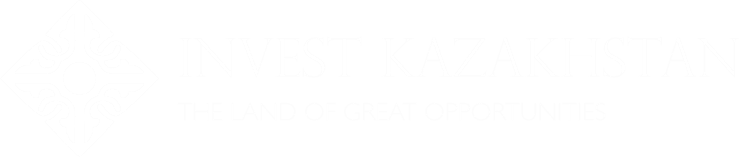 INVEST KAZAKHSTAN
THE LAND OF GREAT OPPORTUNITIES